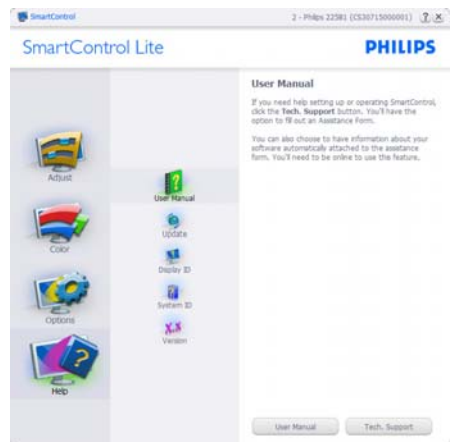 SmartControl
2 - Philips 225B1 (CS30715000001)
SmartControl Lite
PHILIPS
Adjust
Color
Options
Help
User Manual
Update
Display ID
System ID
Version
User Manual
If you need help setting up or operating SmartControl,
click the Tech. Support button. You'll have the
option to fill out an Assistance Form.
You can also choose to have information about your
software automatically attached to the assistance
form. You'll need to be online to use the feature.
User Manual
Tech. Support